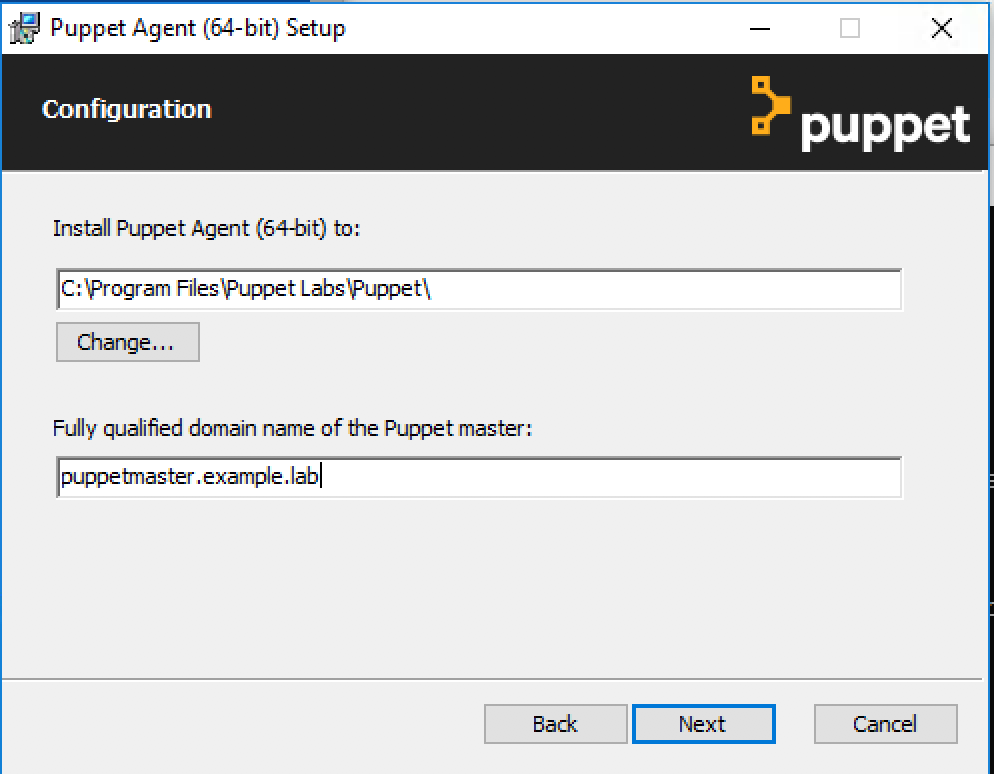 Puppet Agent (64-bit) Setup
Configuration
puppet
Install Puppet Agent (64-bit) to:
C:\Program Files\Puppet Labs\Puppet\
Change...
Fully qualified domain name of the Puppet master:
puppetmaster.example.lab
Back Next Cancel